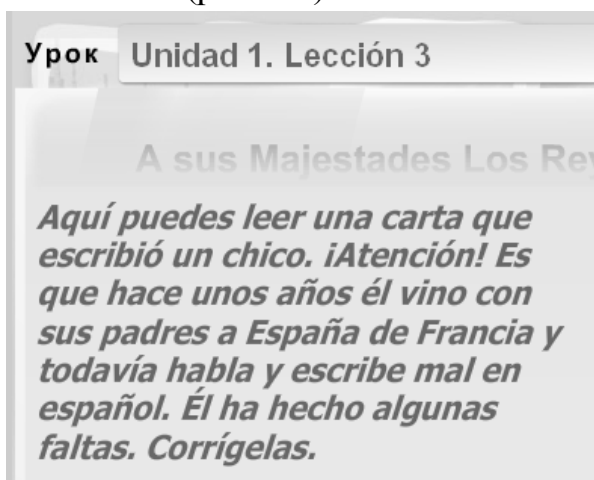 Урок Unidad 1. Lección 3
A sus Majestades Los
Aquí puedes leer una carta que
escribió un chico. ¡Atención! Es
que hace unos años él vino con
sus padres a España de Francia y
todavía habla y escribe mal en
español. Él ha hecho algunas
faltas. Corrígelas.